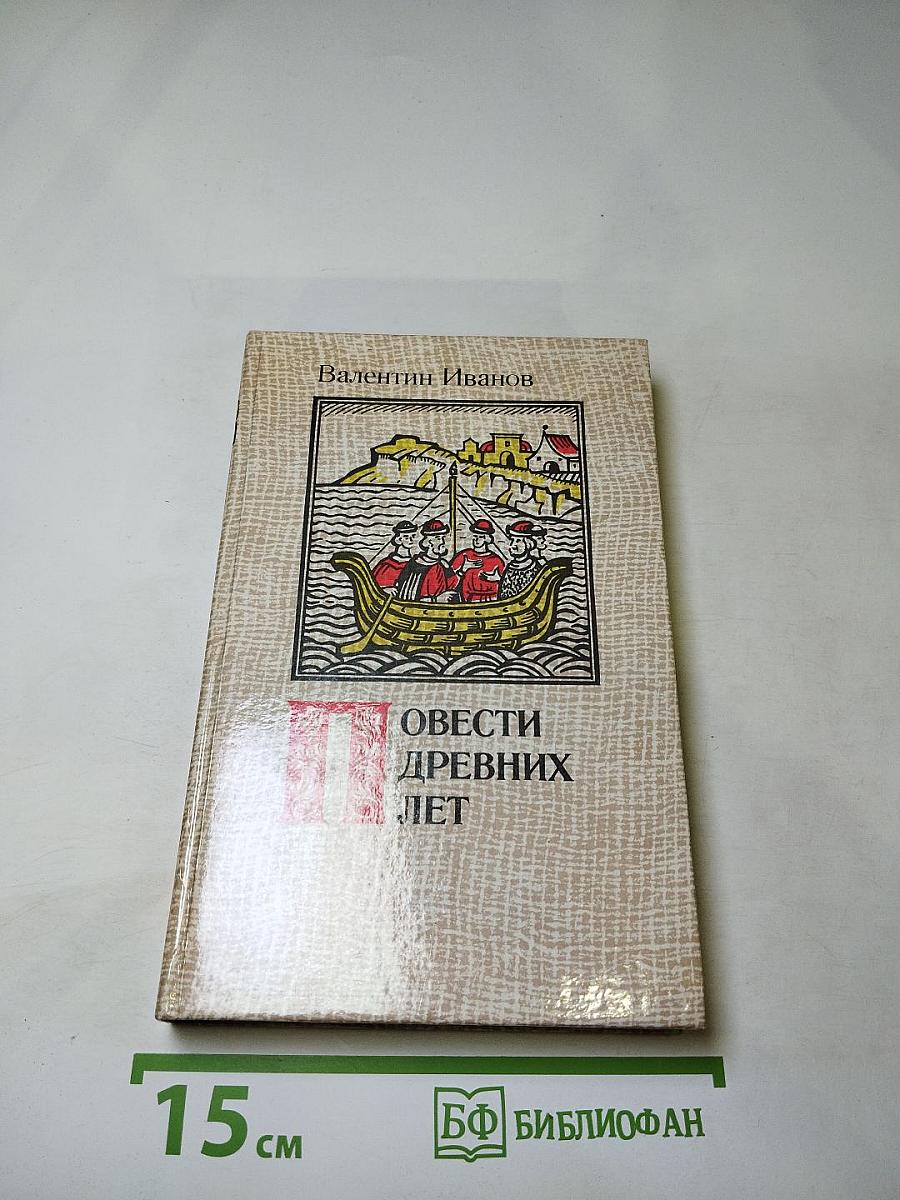 Валентин Иванов
ПОВЕСТИ
ДРЕВНИХ
ЛЕТ
15 см
БФ БИБЛИОФАН